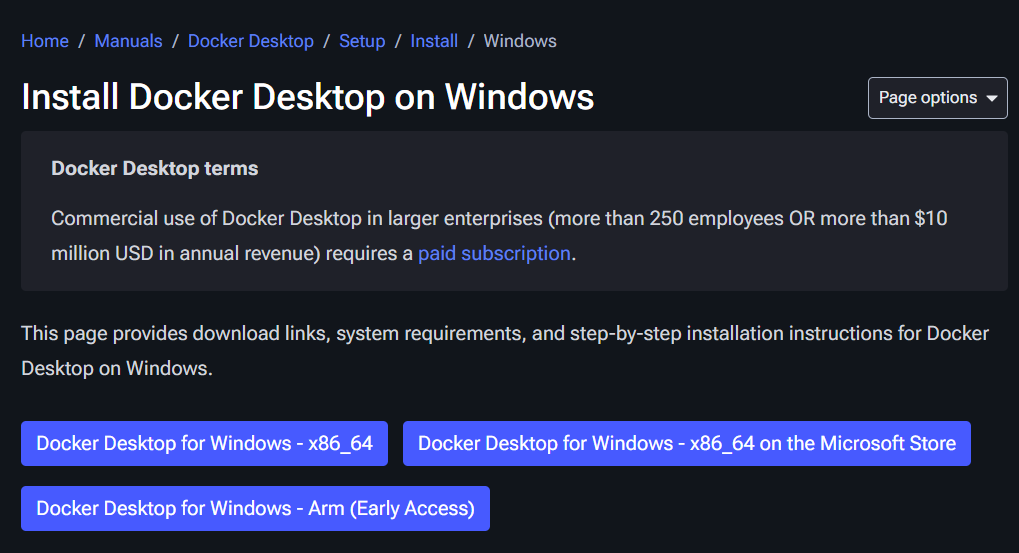 Home / Manuals / Docker Desktop / Setup / Install / Windows
Install Docker Desktop on Windows
Page options
Docker Desktop terms
Commercial use of Docker Desktop in larger enterprises (more than 250 employees OR more than $10
million USD in annual revenue) requires a paid subscription.
This page provides download links, system requirements, and step-by-step installation instructions for Docker
Desktop on Windows.
Docker Desktop for Windows - x86_64
Docker Desktop for Windows - x86_64 on the Microsoft Store
Docker Desktop for Windows - Arm (Early Access)